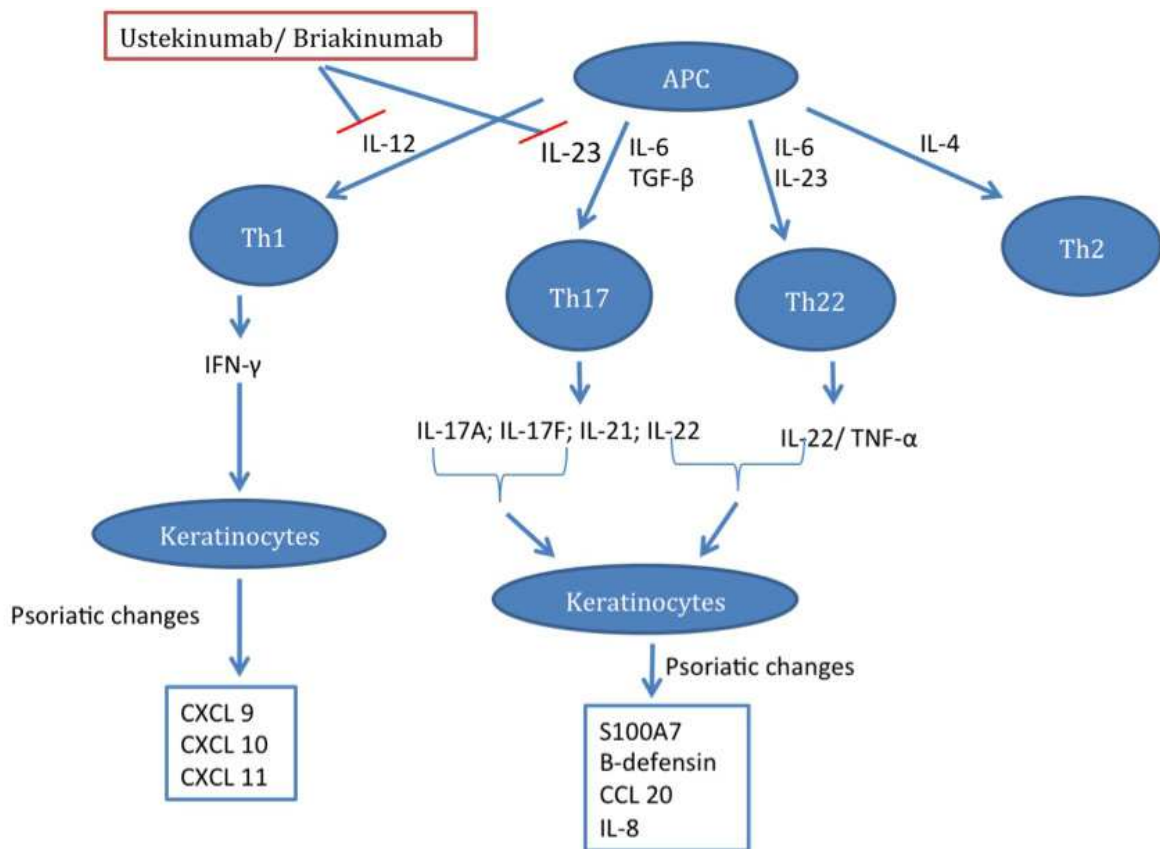 Ustekinumab/ Briakinumab
APC
IL-12
IL-23
IL-6
TGF-β
IL-6
IL-23
IL-4
Th1
Th17
Th22
Th2
IFN-γ
IL-17A; IL-17F; IL-21; IL-22
IL-22/ TNF-α
Keratinocytes
Keratinocytes
Psoriatic changes
Psoriatic changes
CXCL 9
CXCL 10
CXCL 11
S100A7
B-defensin
CCL 20
IL-8